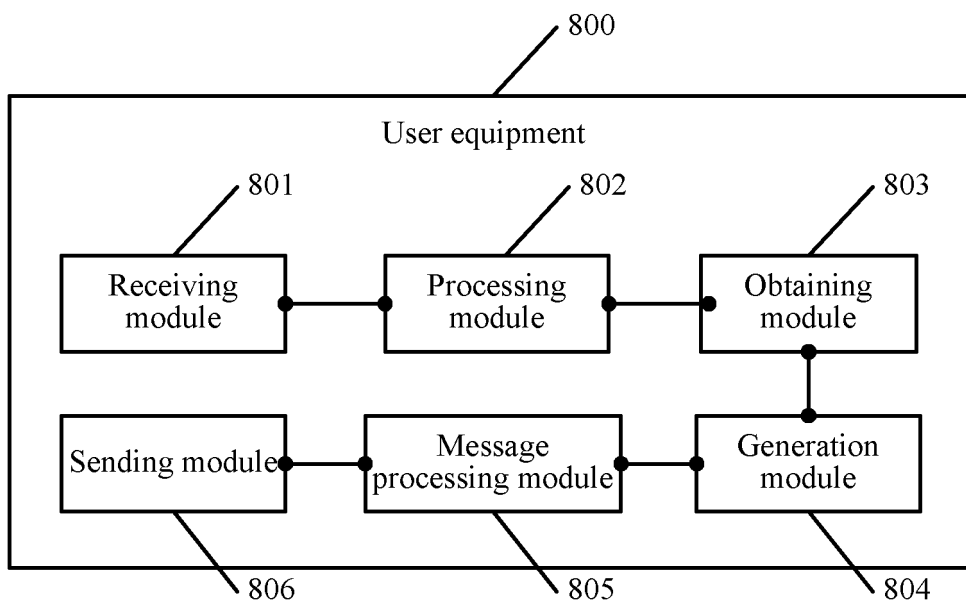 800
User equipment
801
802
803
Receiving
module
Processing
module
Obtaining
module
Sending module
Message
processing module
Generation
module
806
805
804